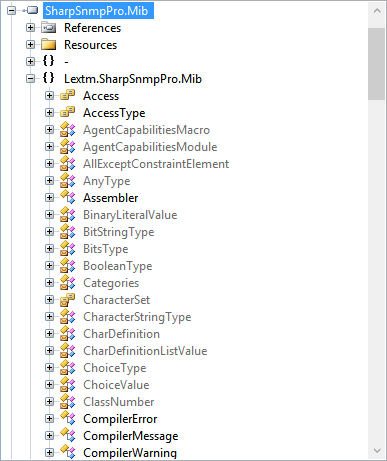 SharpSnmpPro.Mib
References
Resources
{} -
{} Lextm.SharpSnmpPro.Mib
Access
AccessType
AgentCapabilitiesMacro
AgentCapabilitiesModule
AllExceptConstraintElement
AnyType
Assembler
BinaryLiteralValue
BitStringType
BitsType
BooleanType
Categories
CharacterSet
CharacterStringType
CharDefinition
CharDefinitionListValue
ChoiceType
ChoiceValue
ClassNumber
CompilerError
CompilerMessage
CompilerWarning